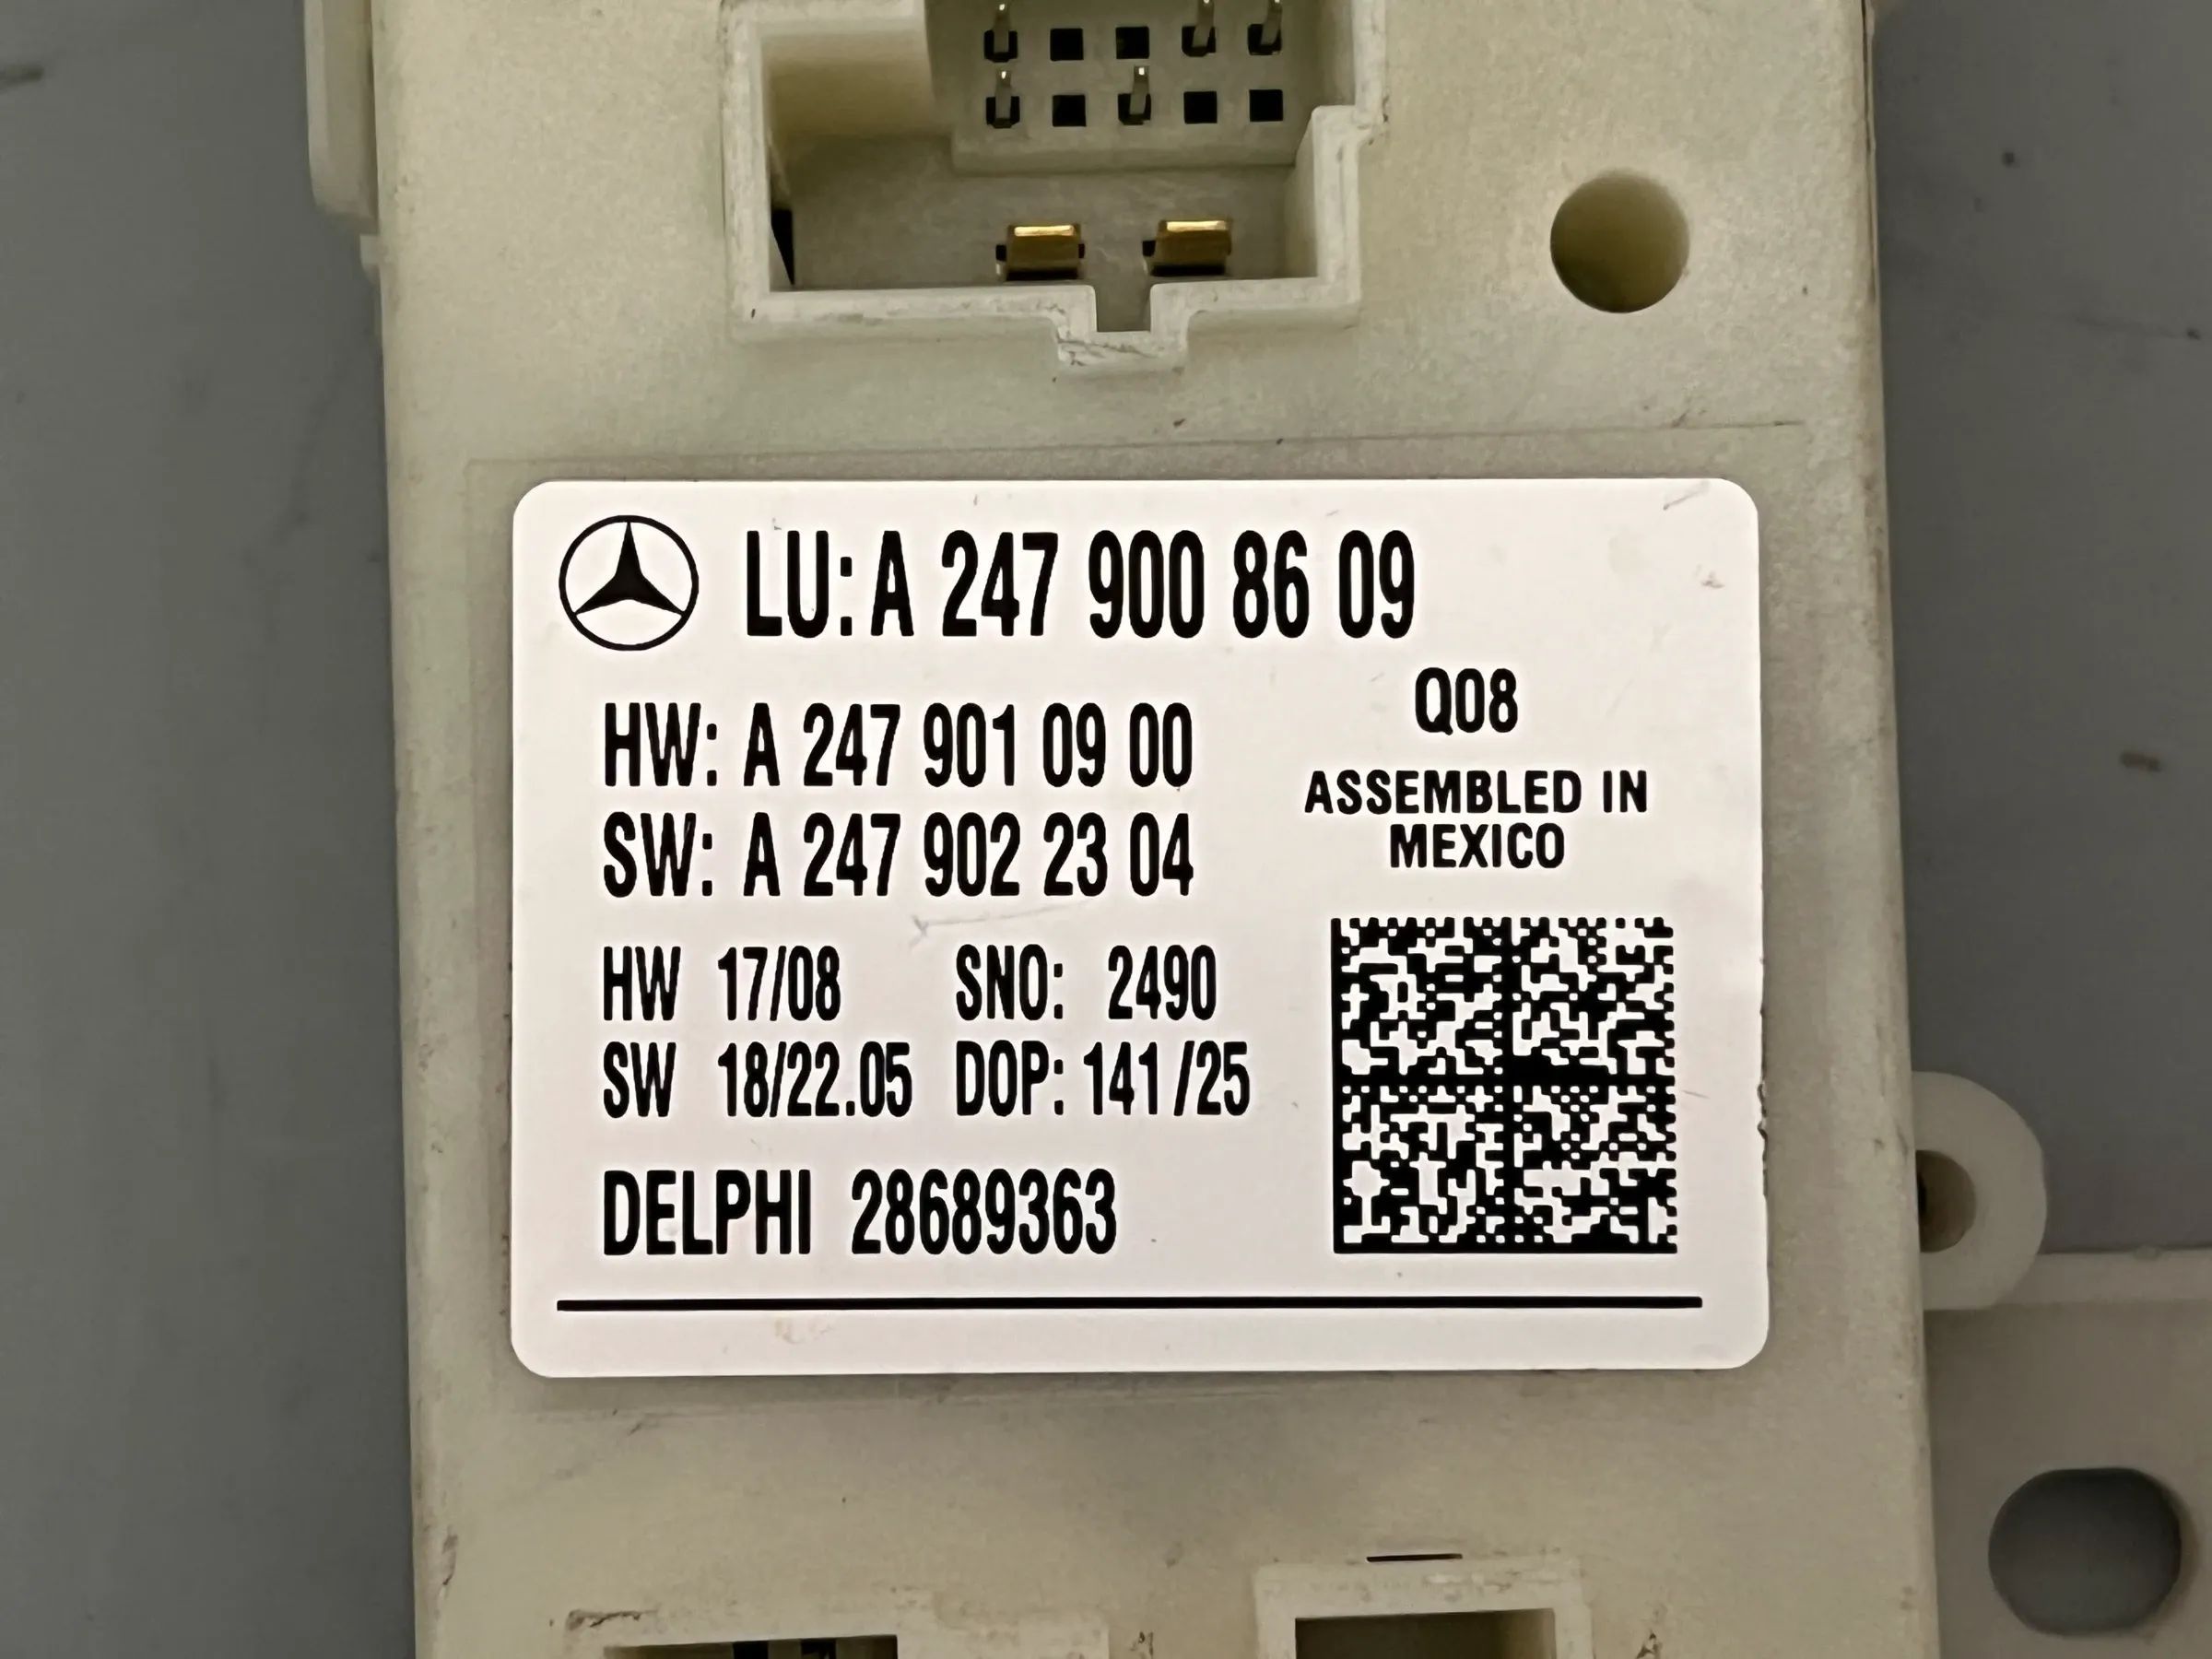 LU: A 247 900 86 09
Q08
HW: A 247 901 09 00
ASSEMBLED IN
MEXICO
SW: A 247 902 23 04
HW 17/08 SNO: 2490
SW 18/22.05 DOP: 141/25
DELPHI 28689363